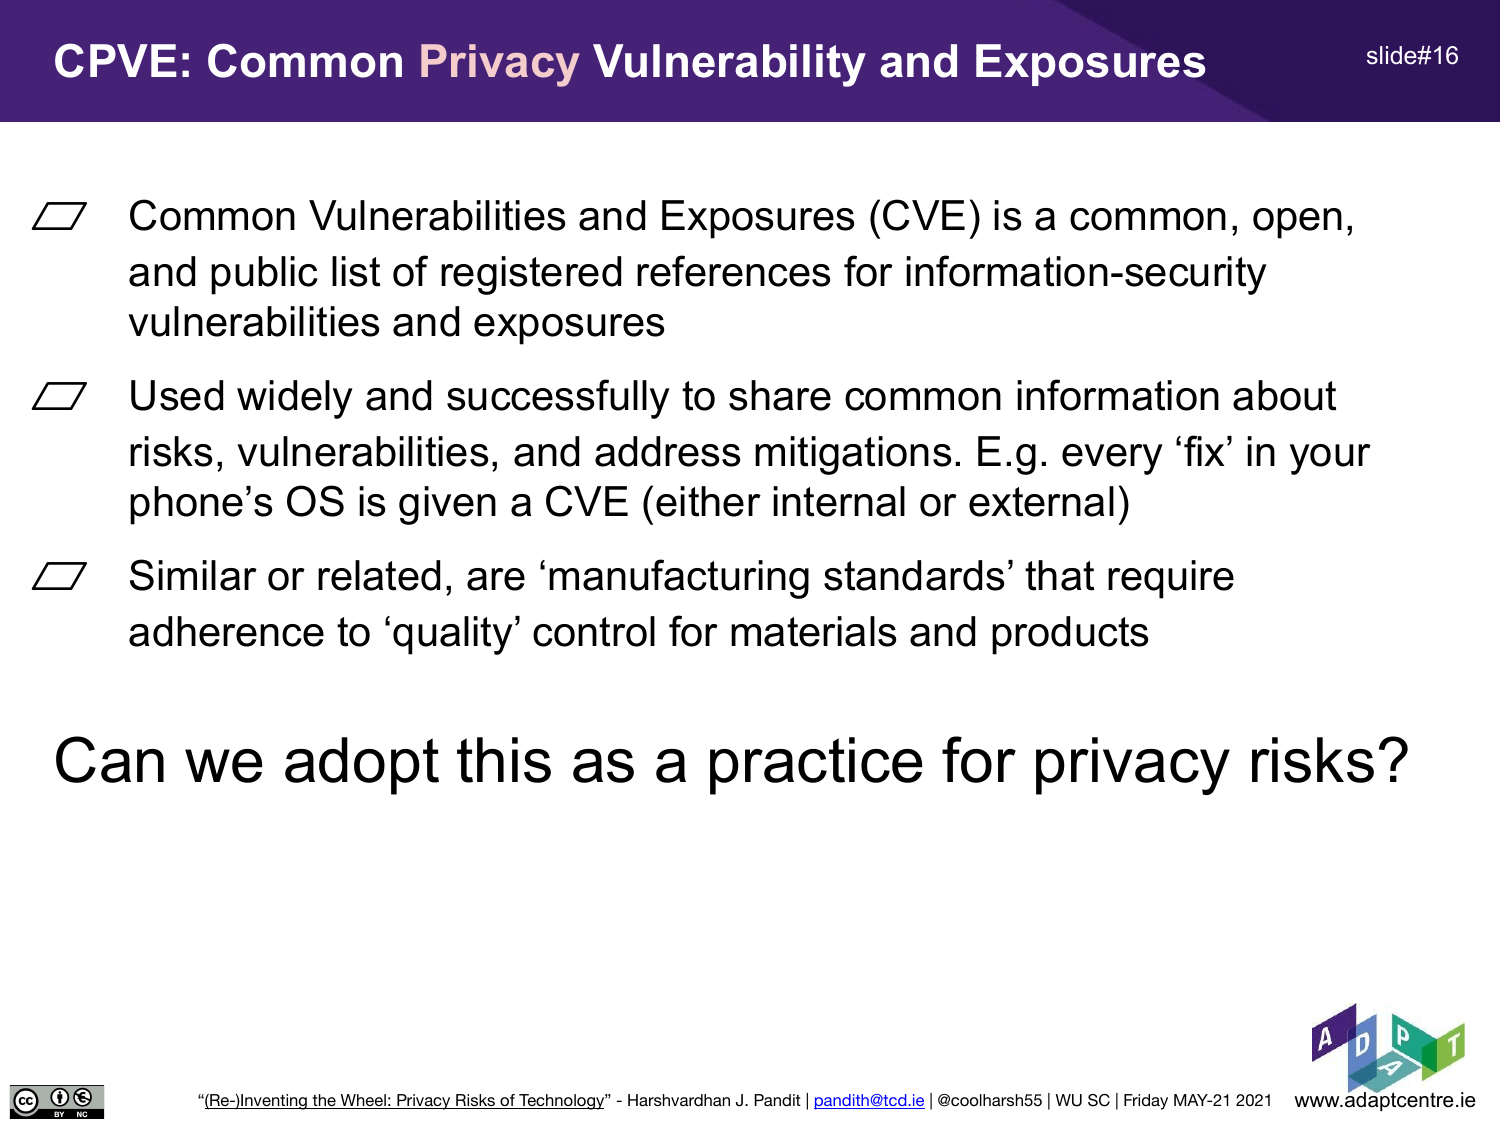 CPVE: Common Privacy Vulnerability and Exposures
slide#16
Common Vulnerabilities and Exposures (CVE) is a common, open,
and public list of registered references for information-security
vulnerabilities and exposures
Used widely and successfully to share common information about
risks, vulnerabilities, and address mitigations. E.g. every ‘fix’ in your
phone’s OS is given a CVE (either internal or external)
Similar or related, are ‘manufacturing standards’ that require
adherence to ‘quality’ control for materials and products
Can we adopt this as a practice for privacy risks?
ADAPT
cc BY NC
“(Re-)Inventing the Wheel: Privacy Risks of Technology” - Harshvardhan J. Pandit | pandith@tcd.ie | @coolharsh55 | WU SC | Friday MAY-21 2021
www.adaptcentre.ie